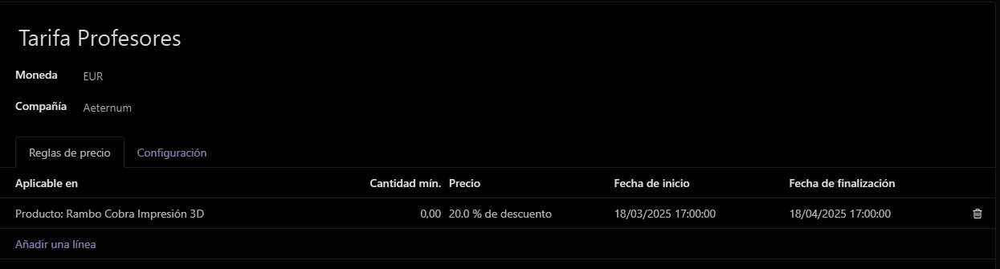 Tarifa Profesores
Moneda EUR
Compañía Aeternum
Reglas de precio Configuración
Aplicable en Cantidad mín. Precio Fecha de inicio Fecha de finalización
Producto: Rambo Cobra Impresión 3D 0,00 20.0 % de descuento 18/03/2025 17:00:00 18/04/2025 17:00:00
Añadir una línea